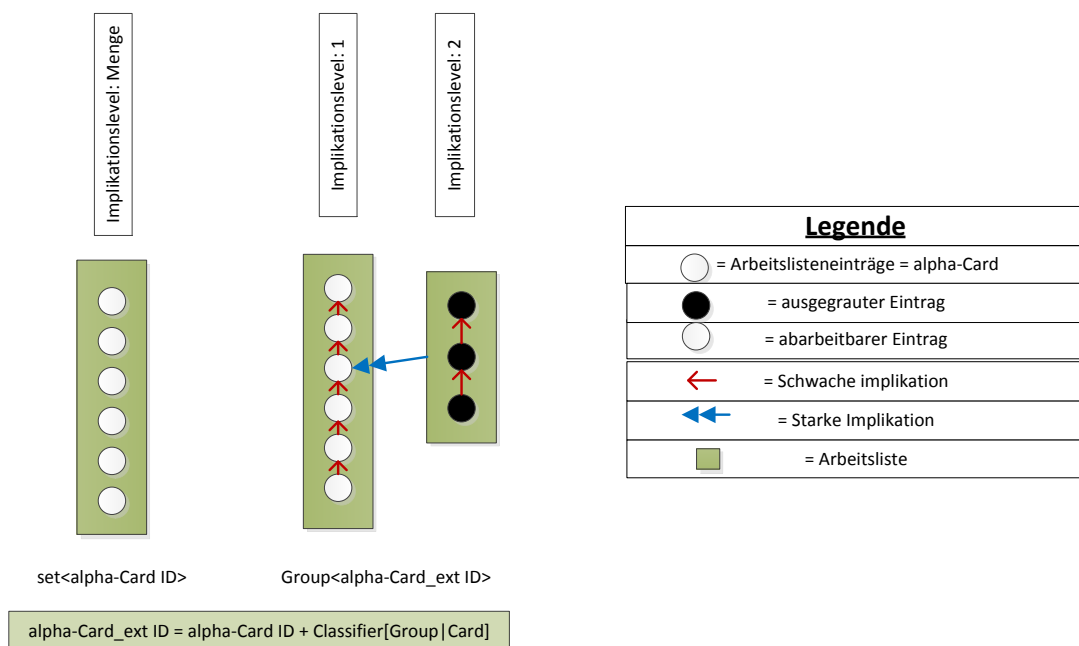 Implikationslevel: Menge
Implikationslevel: 1
Implikationslevel: 2
Legende
= Arbeitslisteneinträge = alpha-Card
= ausgegrauter Eintrag
= abarbeitbarer Eintrag
= Schwache implikation
= Starke Implikation
= Arbeitsliste
set<alpha-Card ID>
Group<alpha-Card_ext ID>
alpha-Card_ext ID = alpha-Card ID + Classifier[Group|Card]